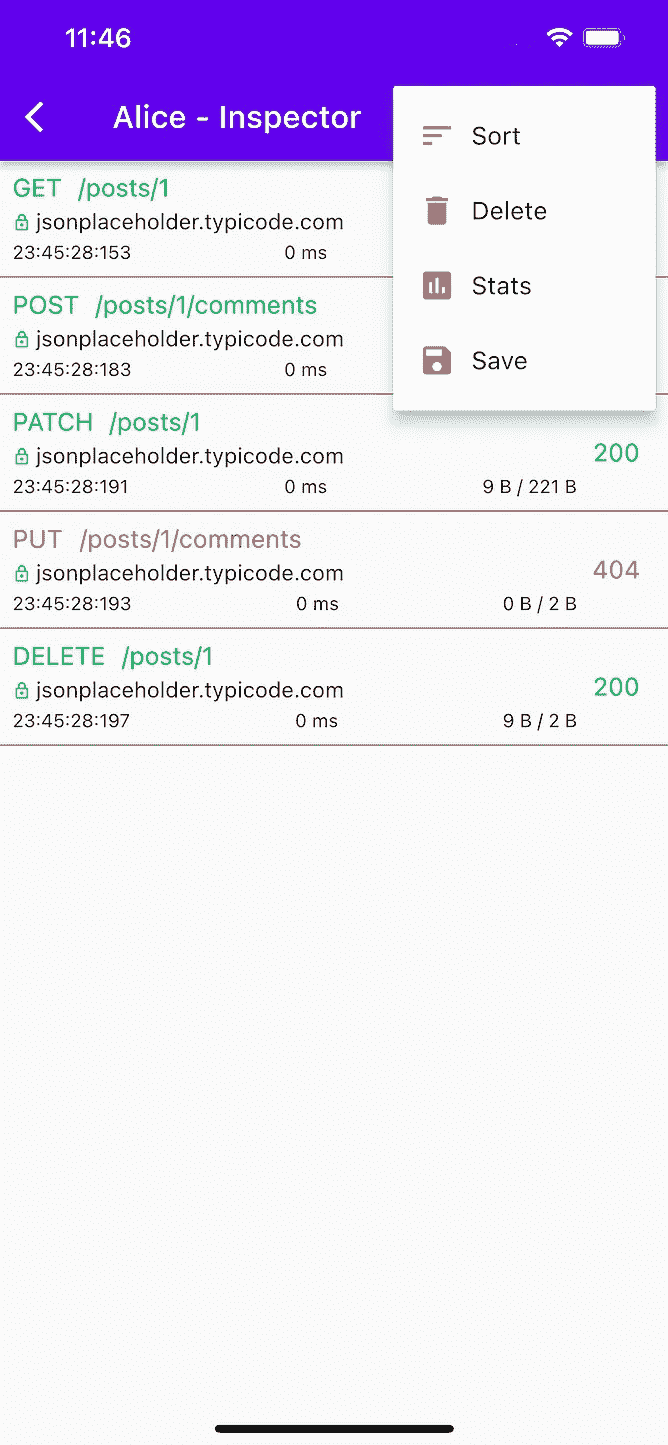 11:46
Alice - Inspector
Sort
Delete
Stats
Save
GET /posts/1
jsonplaceholder.typicode.com
23:45:28:153 0 ms
POST /posts/1/comments
jsonplaceholder.typicode.com
23:45:28:183 0 ms
PATCH /posts/1
jsonplaceholder.typicode.com 200
23:45:28:191 0 ms 9 B / 221 B
PUT /posts/1/comments
jsonplaceholder.typicode.com 404
23:45:28:193 0 ms 0 B / 2 B
DELETE /posts/1
jsonplaceholder.typicode.com 200
23:45:28:197 0 ms 9 B / 2 B